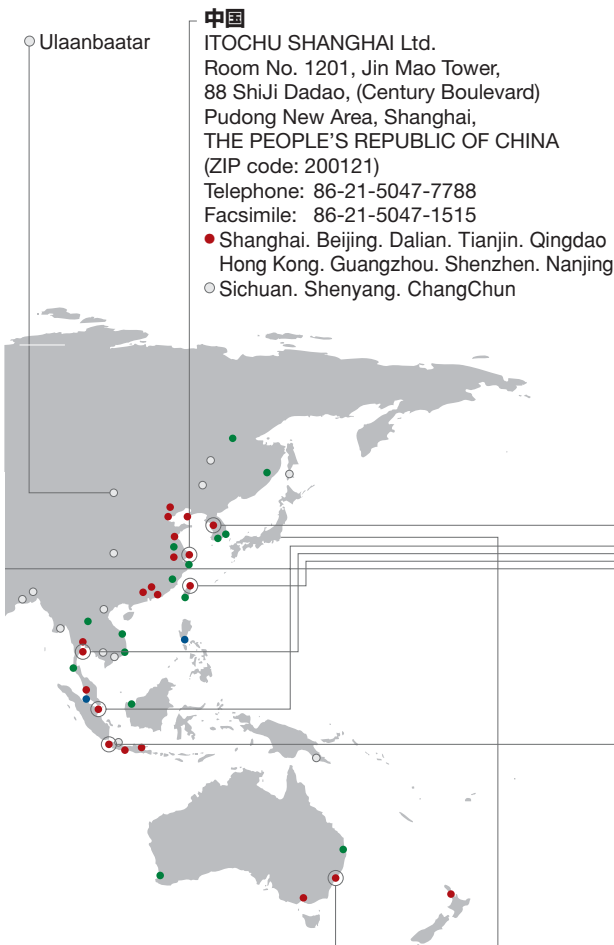 Ulaanbaatar
中国
ITOCHU SHANGHAI Ltd.
Room No. 1201, Jin Mao Tower,
88 ShiJi Dadao, (Century Boulevard)
Pudong New Area, Shanghai,
THE PEOPLE'S REPUBLIC OF CHINA
(ZIP code: 200121)
Telephone: 86-21-5047-7788
Facsimile: 86-21-5047-1515
Shanghai. Beijing. Dalian. Tianjin. Qingdao
Hong Kong. Guangzhou. Shenzhen. Nanjing
Sichuan. Shenyang. ChangChun